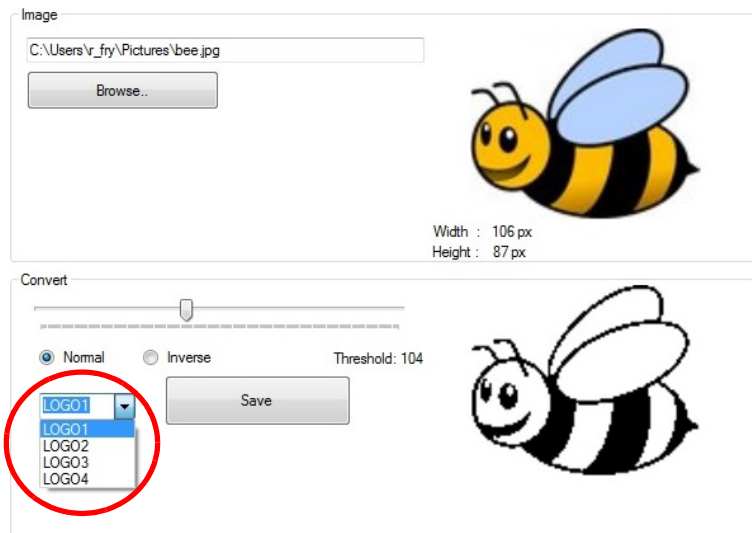 Image
C:\Users\r_fry\Pictures\bee.jpg
Browse..
Width : 106 px
Height : 87 px
Convert
Normal Inverse Threshold: 104
LOGO1 Save
LOGO1
LOGO2
LOGO3
LOGO4